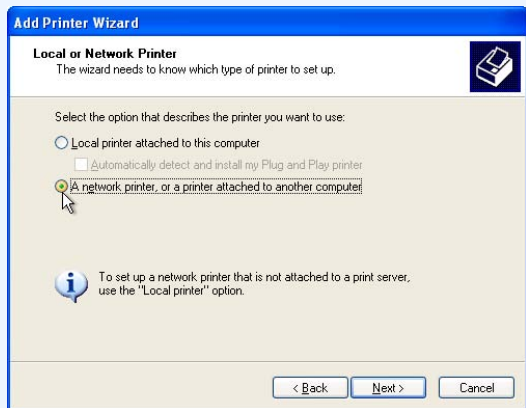 Add Printer Wizard
Local or Network Printer
The wizard needs to know which type of printer to set up.
Select the option that describes the printer you want to use:
Local printer attached to this computer
Automatically detect and install my Plug and Play printer
A network printer, or a printer attached to another computer
To set up a network printer that is not attached to a print server,
use the "Local printer" option.
< Back Next > Cancel